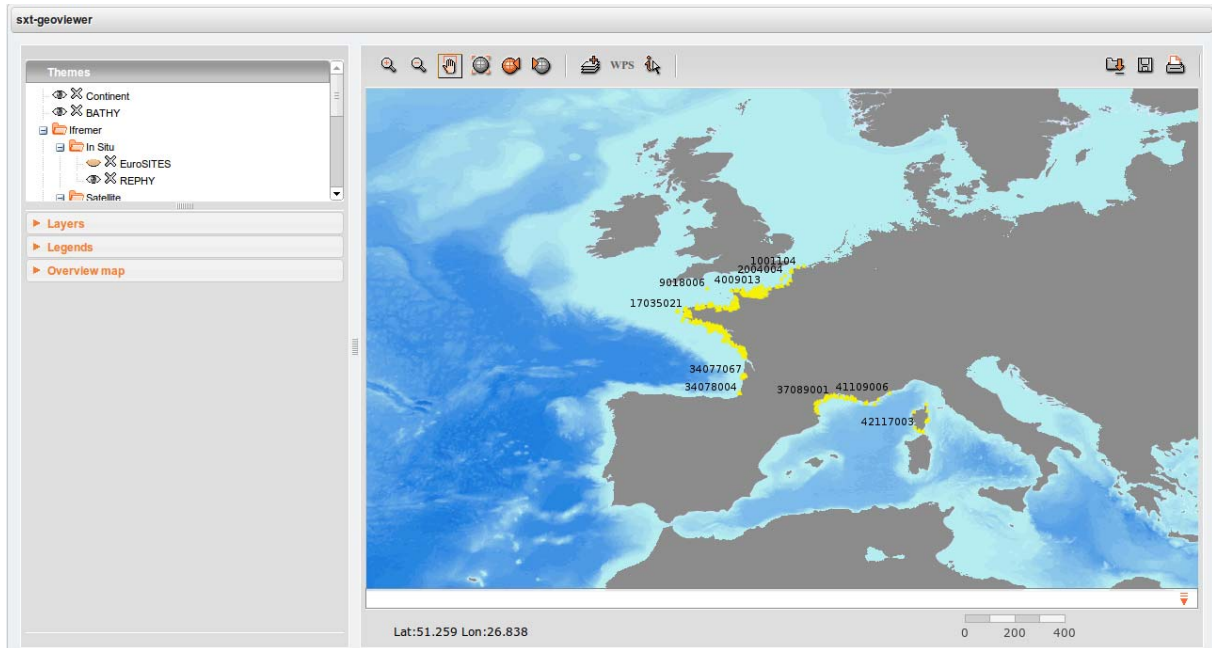 sxt-geoviewer
Themes
Continent
BATHY
Ifremer
In Situ
EuroSITES
REPHY
Satellite
Layers
Legends
Overview map
WPS
1001104
2004004
9018006 4009013
17035021
34077067
34078004
37089001 41109006
42117003
Lat:51.259 Lon:26.838
0 200 400